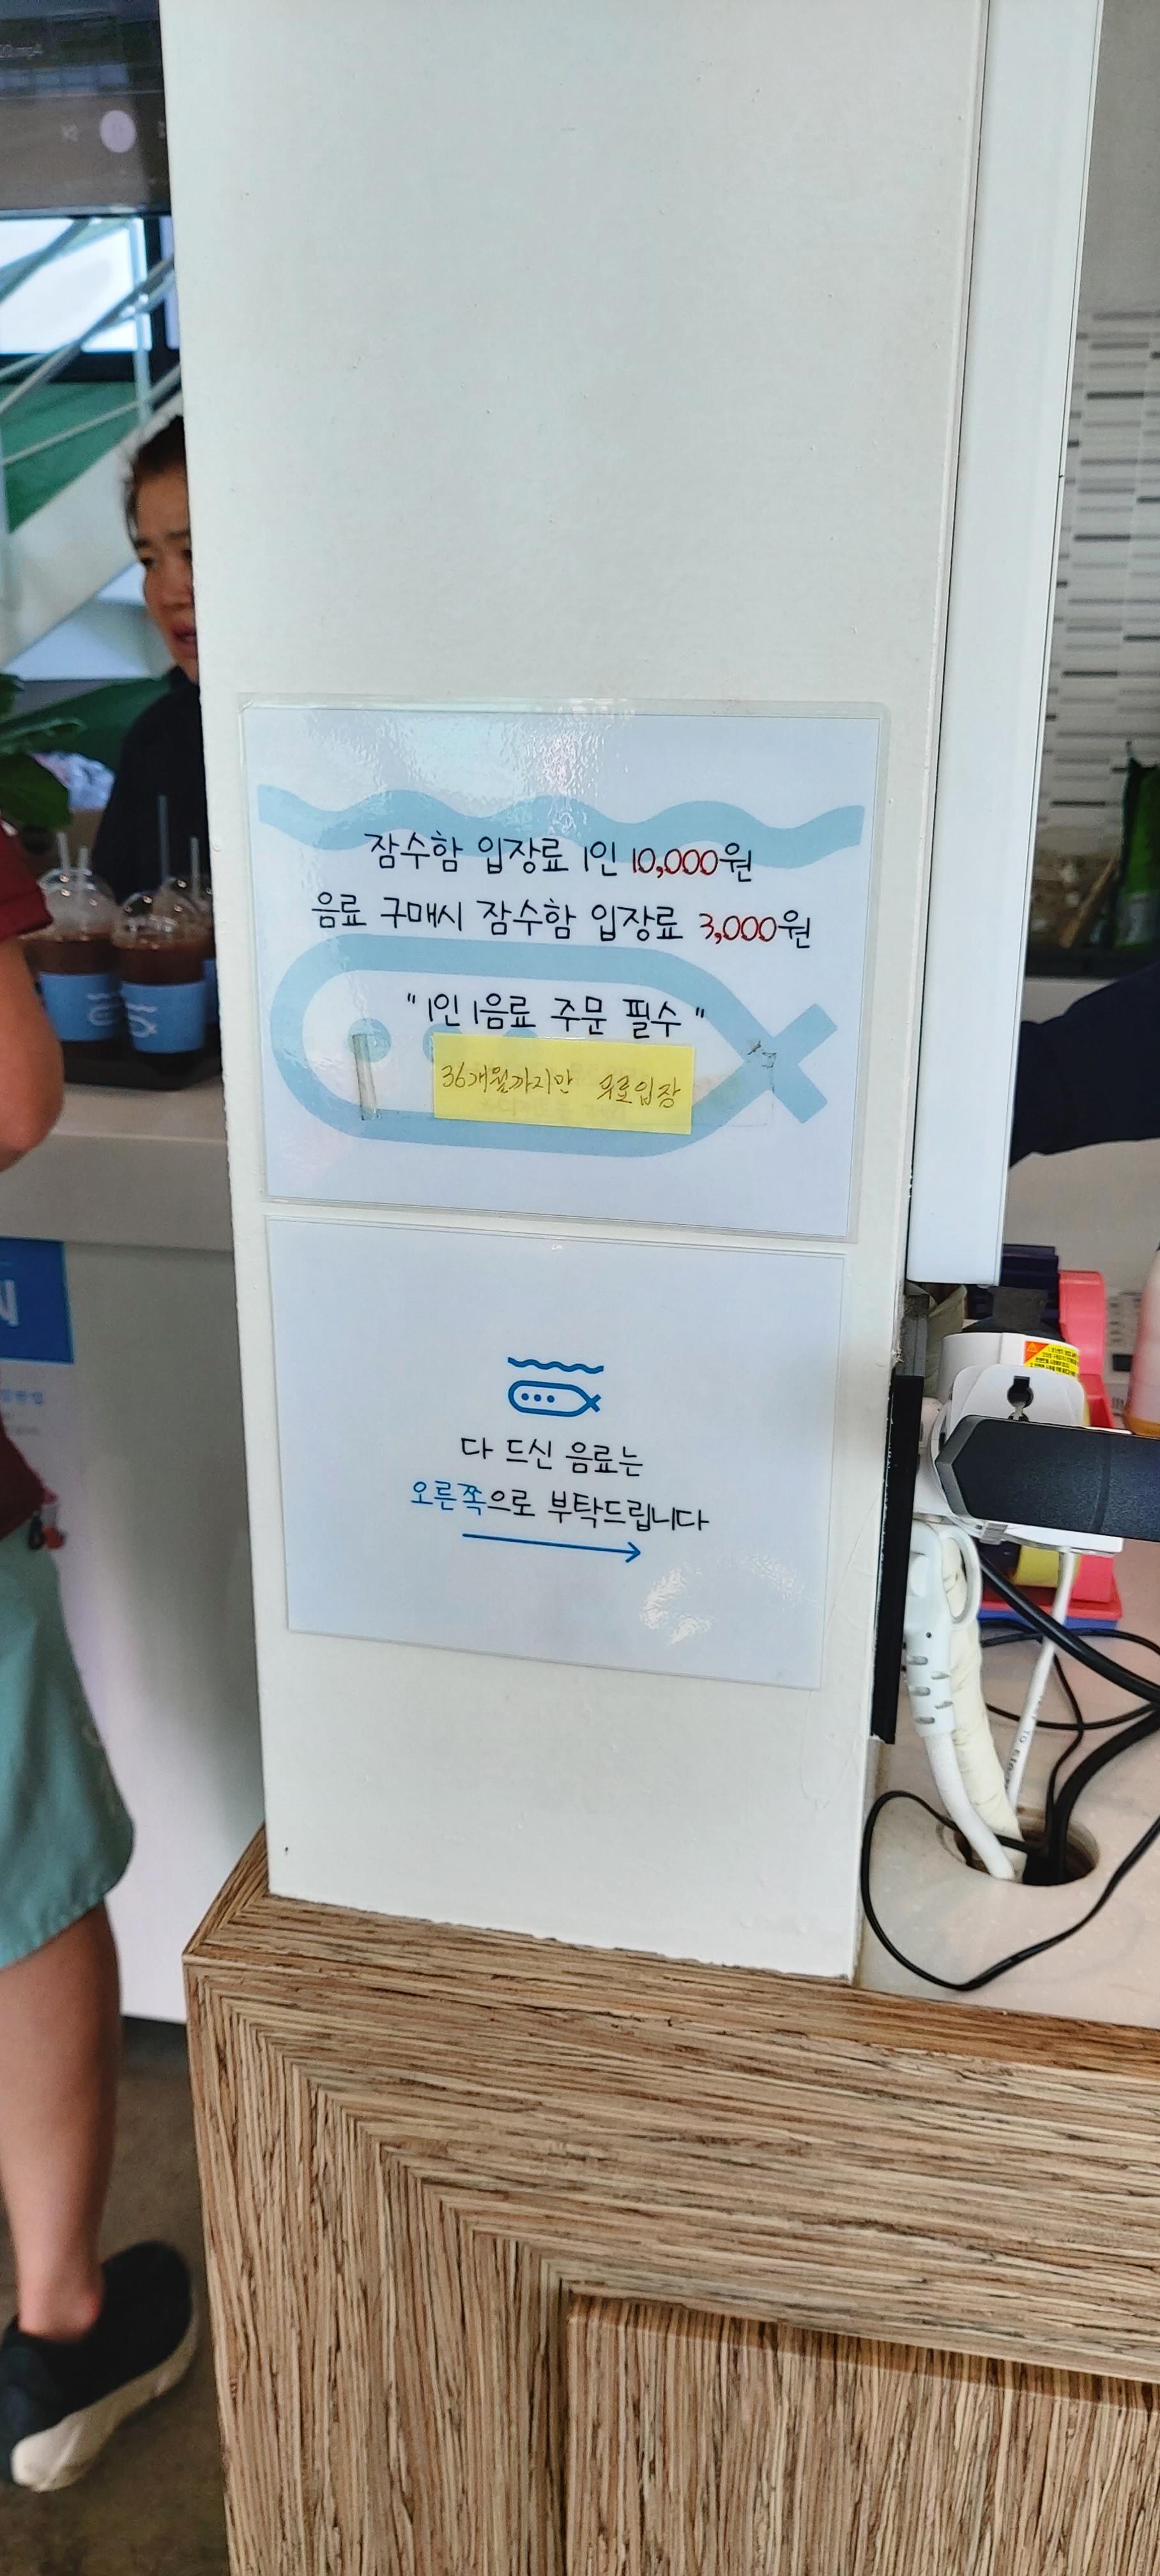 잠수함 입장료 1인 10,000원
음료 구매시 잠수함 입장료 3,000원
" 1인 1음료 주문 필수 "
36개월까지만 무료입장
다 드신 음료는
오른쪽으로 부탁드립니다